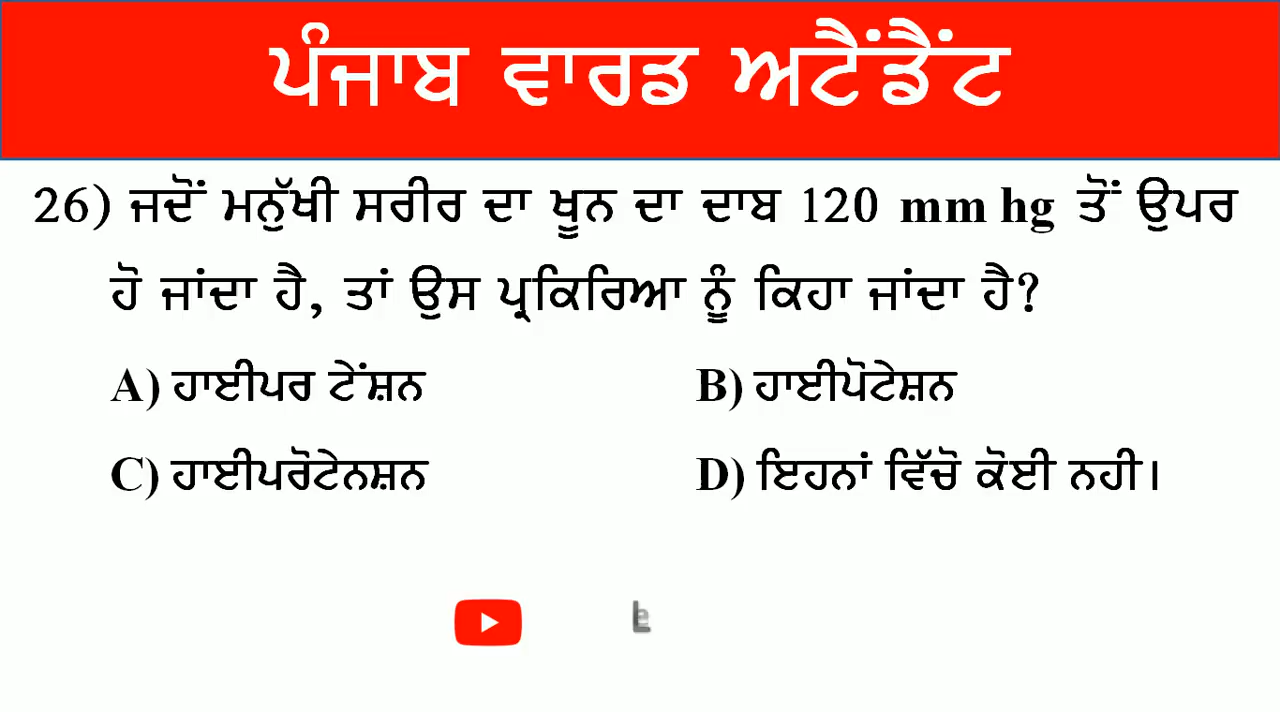 ਪੰਜਾਬ ਵਾਰਡ ਅਟੈਂਡੈਂਟ
26) ਜਦੋਂ ਮਨੁੱਖੀ ਸਰੀਰ ਦਾ ਖੂਨ ਦਾ ਦਾਬ 120 mm hg ਤੋਂ ਉਪਰ
ਹੋ ਜਾਂਦਾ ਹੈ, ਤਾਂ ਉਸ ਪ੍ਰਕਿਰਿਆ ਨੂੰ ਕਿਹਾ ਜਾਂਦਾ ਹੈ?
A) ਹਾਈਪਰ ਟੇਂਸ਼ਨ
B) ਹਾਈਪੋਟੇਸ਼ਨ
C) ਹਾਈਪਰੋਟੇਨਸ਼ਨ
D) ਇਹਨਾਂ ਵਿੱਚੋ ਕੋਈ ਨਹੀ।